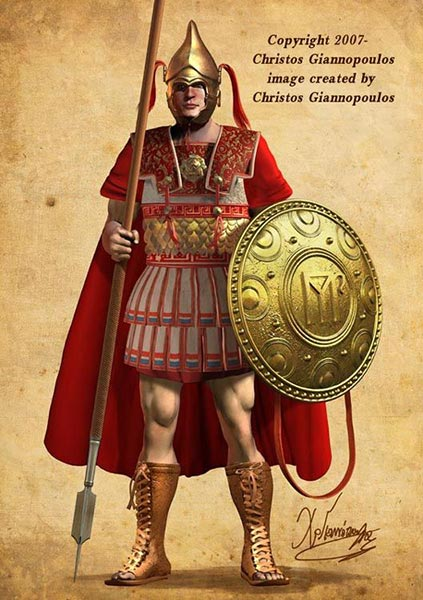 Copyright 2007-
Christos Giannopoulos
image created by
Christos Giannopoulos